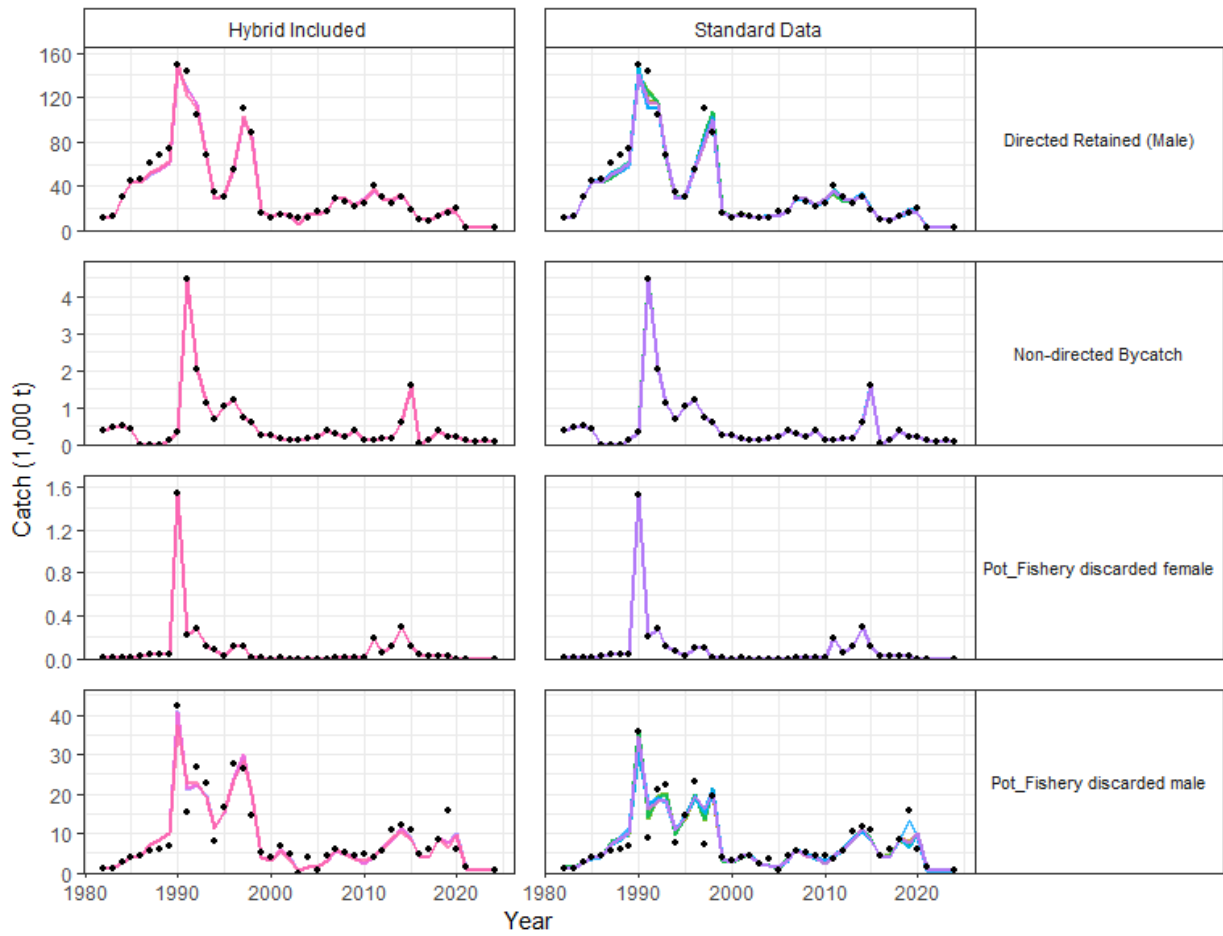 Hybrid Included
Standard Data
160
120
80
40
0
Directed Retained (Male)
4
3
2
1
0
Non-directed Bycatch
1.6
1.2
0.8
0.4
0.0
Pot_Fishery discarded female
40
30
20
10
0
Pot_Fishery discarded male
Catch (1,000 t)
1980 1990 2000 2010 2020
1980 1990 2000 2010 2020
Year